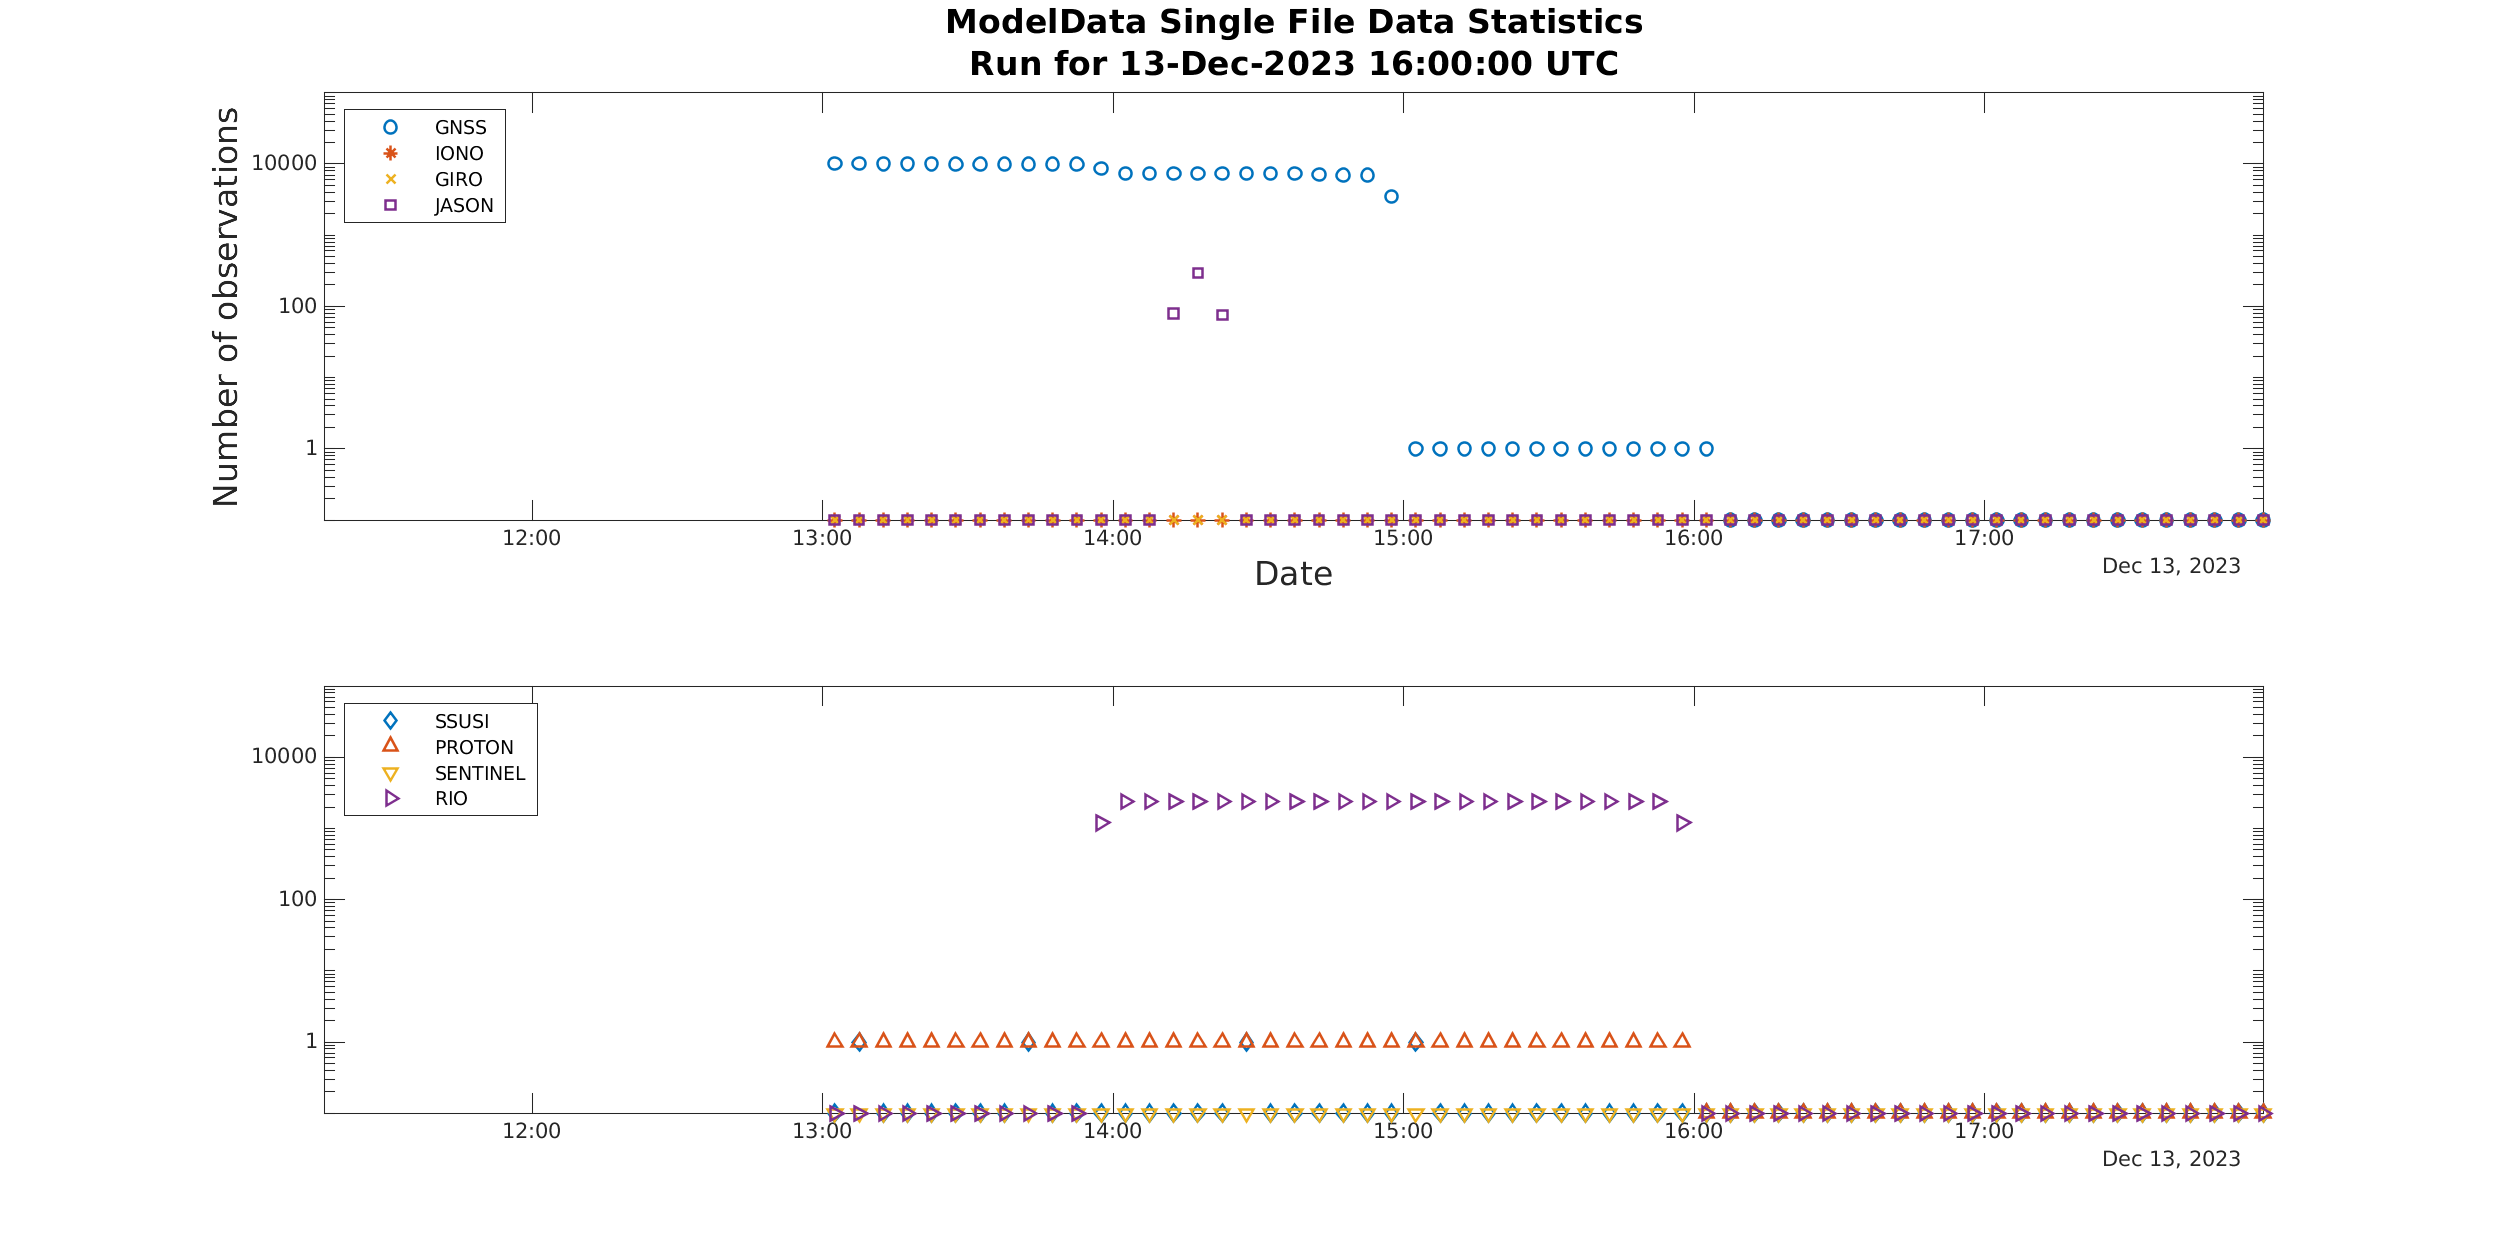 ModelData Single File Data Statistics
Run for 13-Dec-2023 16:00:00 UTC
Number of observations
10000
100
1
GNSS
IONO
GIRO
JASON
12:00 13:00 14:00 15:00 16:00 17:00
Dec 13, 2023
Date
10000
100
1
SSUSI
PROTON
SENTINEL
RIO
12:00 13:00 14:00 15:00 16:00 17:00
Dec 13, 2023